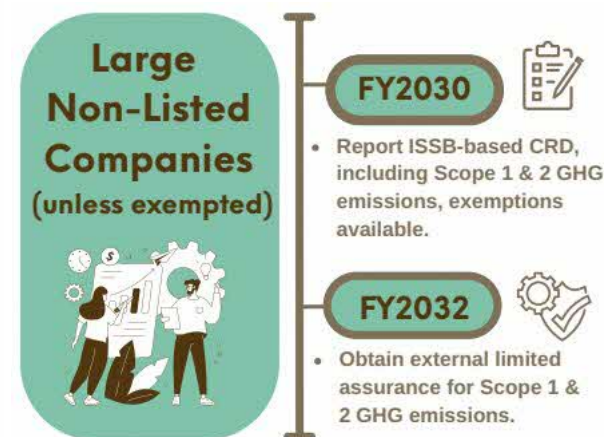 Large
Non-Listed
Companies
(unless exempted)
$
FY2030
• Report ISSB-based CRD,
including Scope 1 & 2 GHG
emissions, exemptions
available.
FY2032
• Obtain external limited
assurance for Scope 1 &
2 GHG emissions.